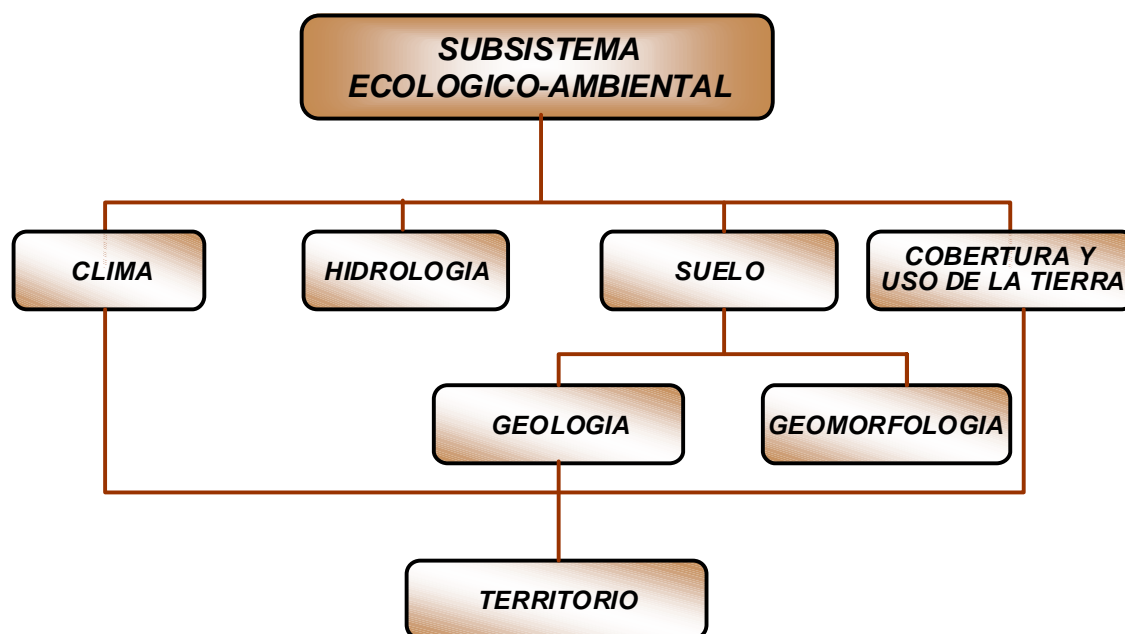 SUBSISTEMA
ECOLOGICO-AMBIENTAL
CLIMA
HIDROLOGIA
SUELO
COBERTURA Y
USO DE LA TIERRA
GEOLOGIA
GEOMORFOLOGIA
TERRITORIO